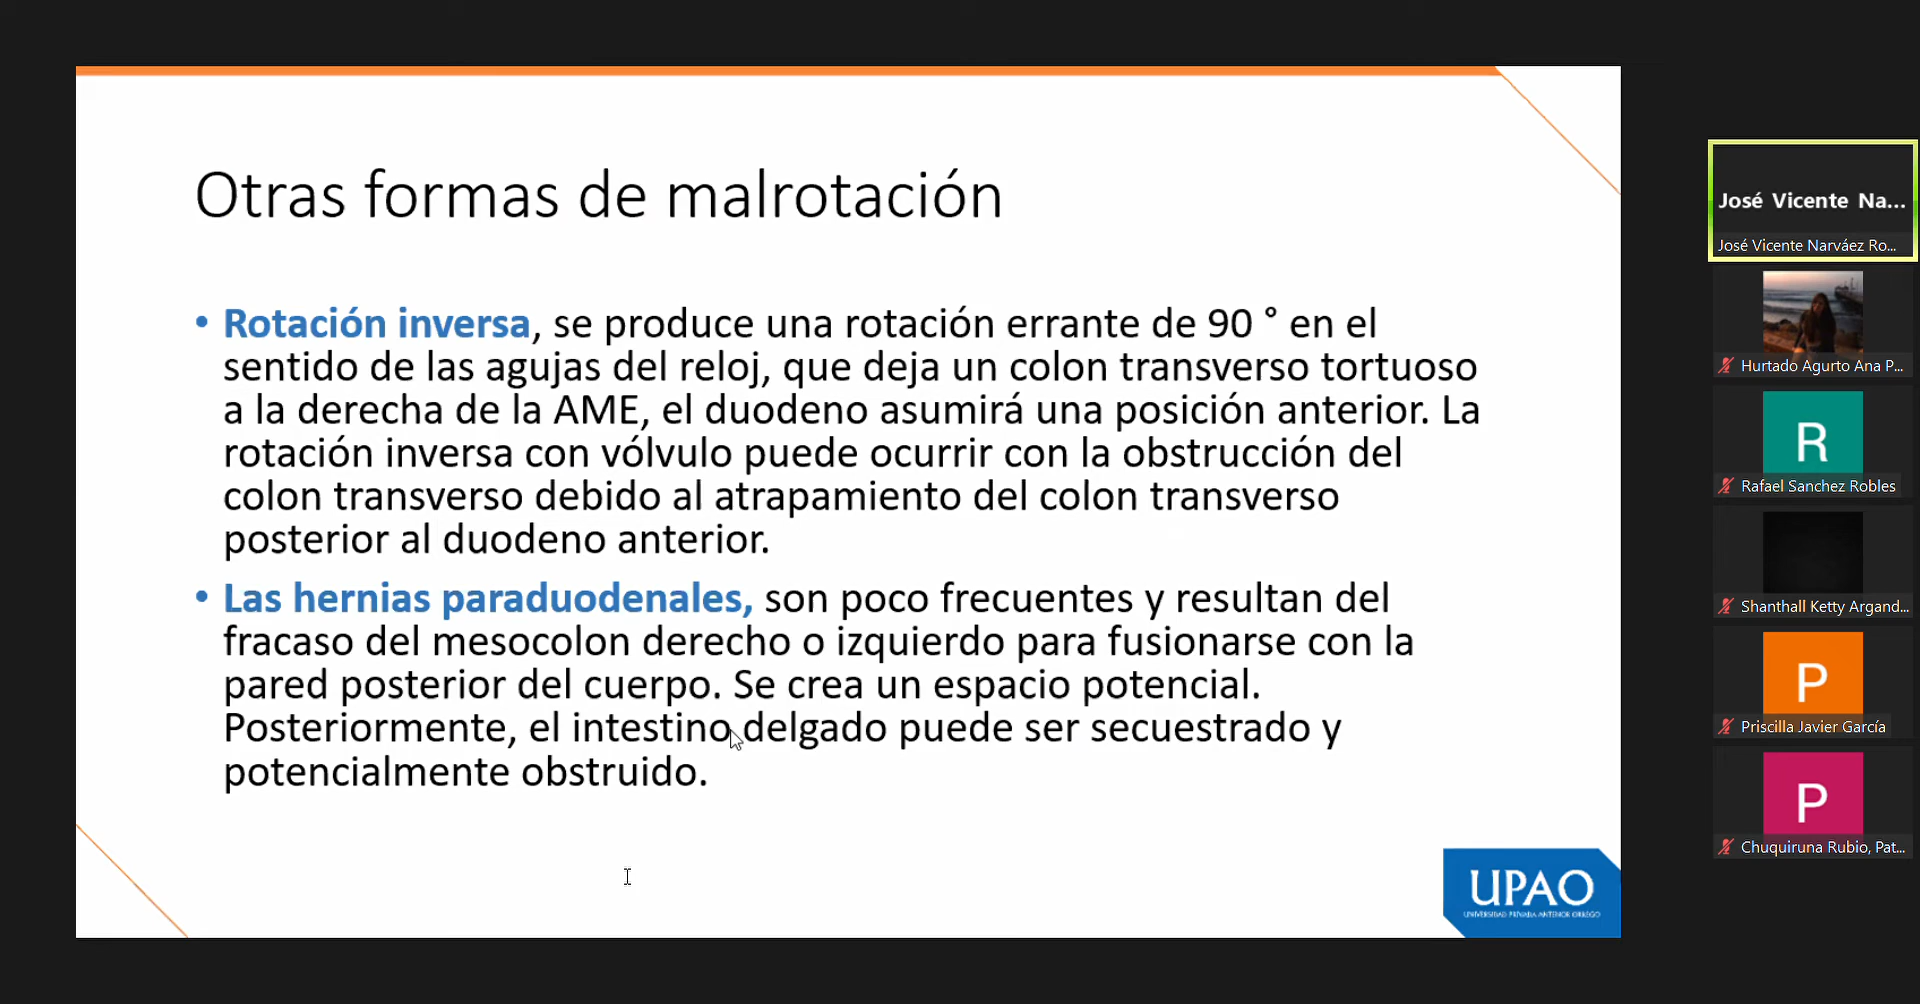 Otras formas de malrotación
• Rotación inversa, se produce una rotación errante de 90 ° en el
sentido de las agujas del reloj, que deja un colon transverso tortuoso
a la derecha de la AME, el duodeno asumirá una posición anterior. La
rotación inversa con vólvulo puede ocurrir con la obstrucción del
colon transverso debido al atrapamiento del colon transverso
posterior al duodeno anterior.
• Las hernias paraduodenales, son poco frecuentes y resultan del
fracaso del mesocolon derecho o izquierdo para fusionarse con la
pared posterior del cuerpo. Se crea un espacio potencial.
Posteriormente, el intestino delgado puede ser secuestrado y
potencialmente obstruido.
UPAO
UNIVERSIDAD PRIVADA ANTENOR ORREGO
José Vicente Na...
José Vicente Narváez Ro...
Hurtado Agurto Ana P...
R
Rafael Sanchez Robles
Shanthall Ketty Argand...
P
Priscilla Javier García
P
Chuquiruna Rubio, Pat...